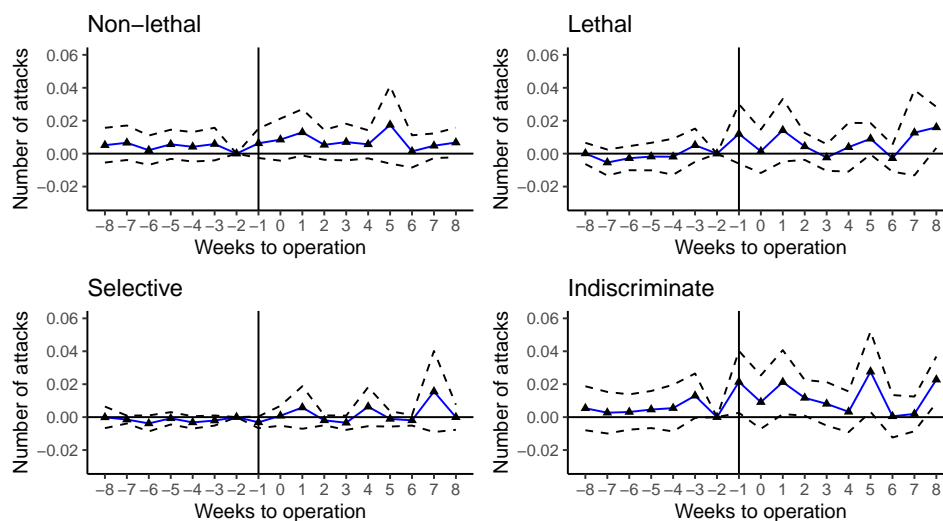 Non−lethal
Number of attacks
0.06
0.04
0.02
0.00
−0.02
−8 −7 −6 −5 −4 −3 −2 −1 0 1 2 3 4 5 6 7 8
Weeks to operation
Lethal
Number of attacks
0.06
0.04
0.02
0.00
−0.02
−8 −7 −6 −5 −4 −3 −2 −1 0 1 2 3 4 5 6 7 8
Weeks to operation
Selective
Number of attacks
0.06
0.04
0.02
0.00
−0.02
−8 −7 −6 −5 −4 −3 −2 −1 0 1 2 3 4 5 6 7 8
Weeks to operation
Indiscriminate
Number of attacks
0.06
0.04
0.02
0.00
−0.02
−8 −7 −6 −5 −4 −3 −2 −1 0 1 2 3 4 5 6 7 8
Weeks to operation